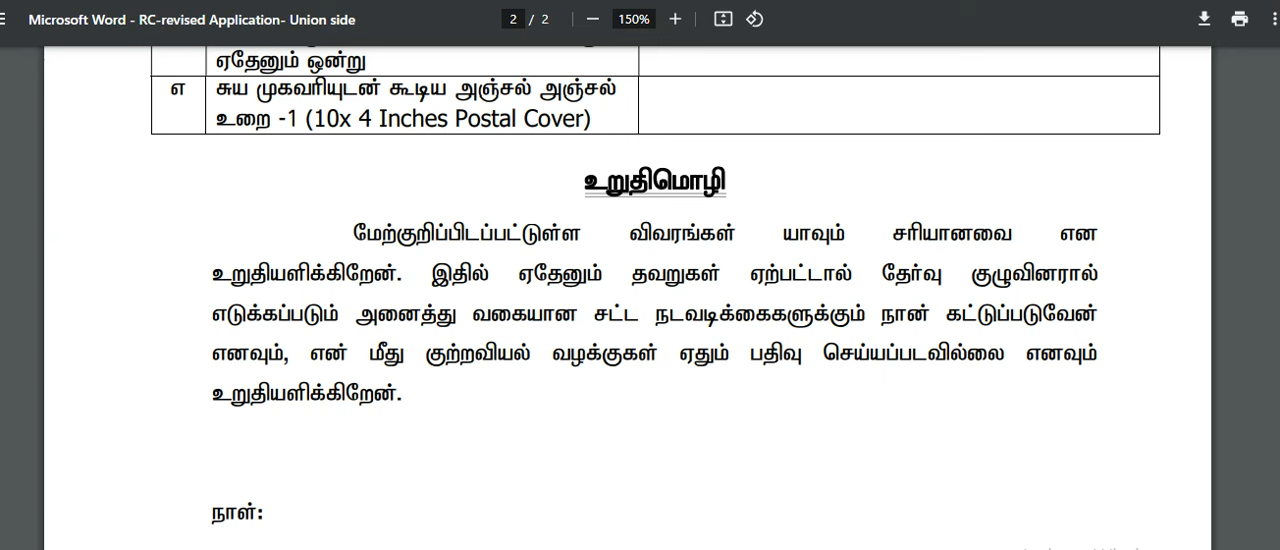 Microsoft Word - RC-revised Application- Union side
2 / 2
150%
ஏதேனும் ஒன்று
எ சுய முகவரியுடன் கூடிய அஞ்சல் அஞ்சல்
உறை -1 (10x 4 Inches Postal Cover)
உறுதிமொழி
மேற்குறிப்பிடப்பட்டுள்ள விவரங்கள் யாவும் சரியானவை என
உறுதியளிக்கிறேன். இதில் ஏதேனும் தவறுகள் ஏற்பட்டால் தேர்வு குழுவினரால்
எடுக்கப்படும் அனைத்து வகையான சட்ட நடவடிக்கைகளுக்கும் நான் கட்டுப்படுவேன்
எனவும், என் மீது குற்றவியல் வழக்குகள் ஏதும் பதிவு செய்யப்படவில்லை எனவும்
உறுதியளிக்கிறேன்.
நாள்: